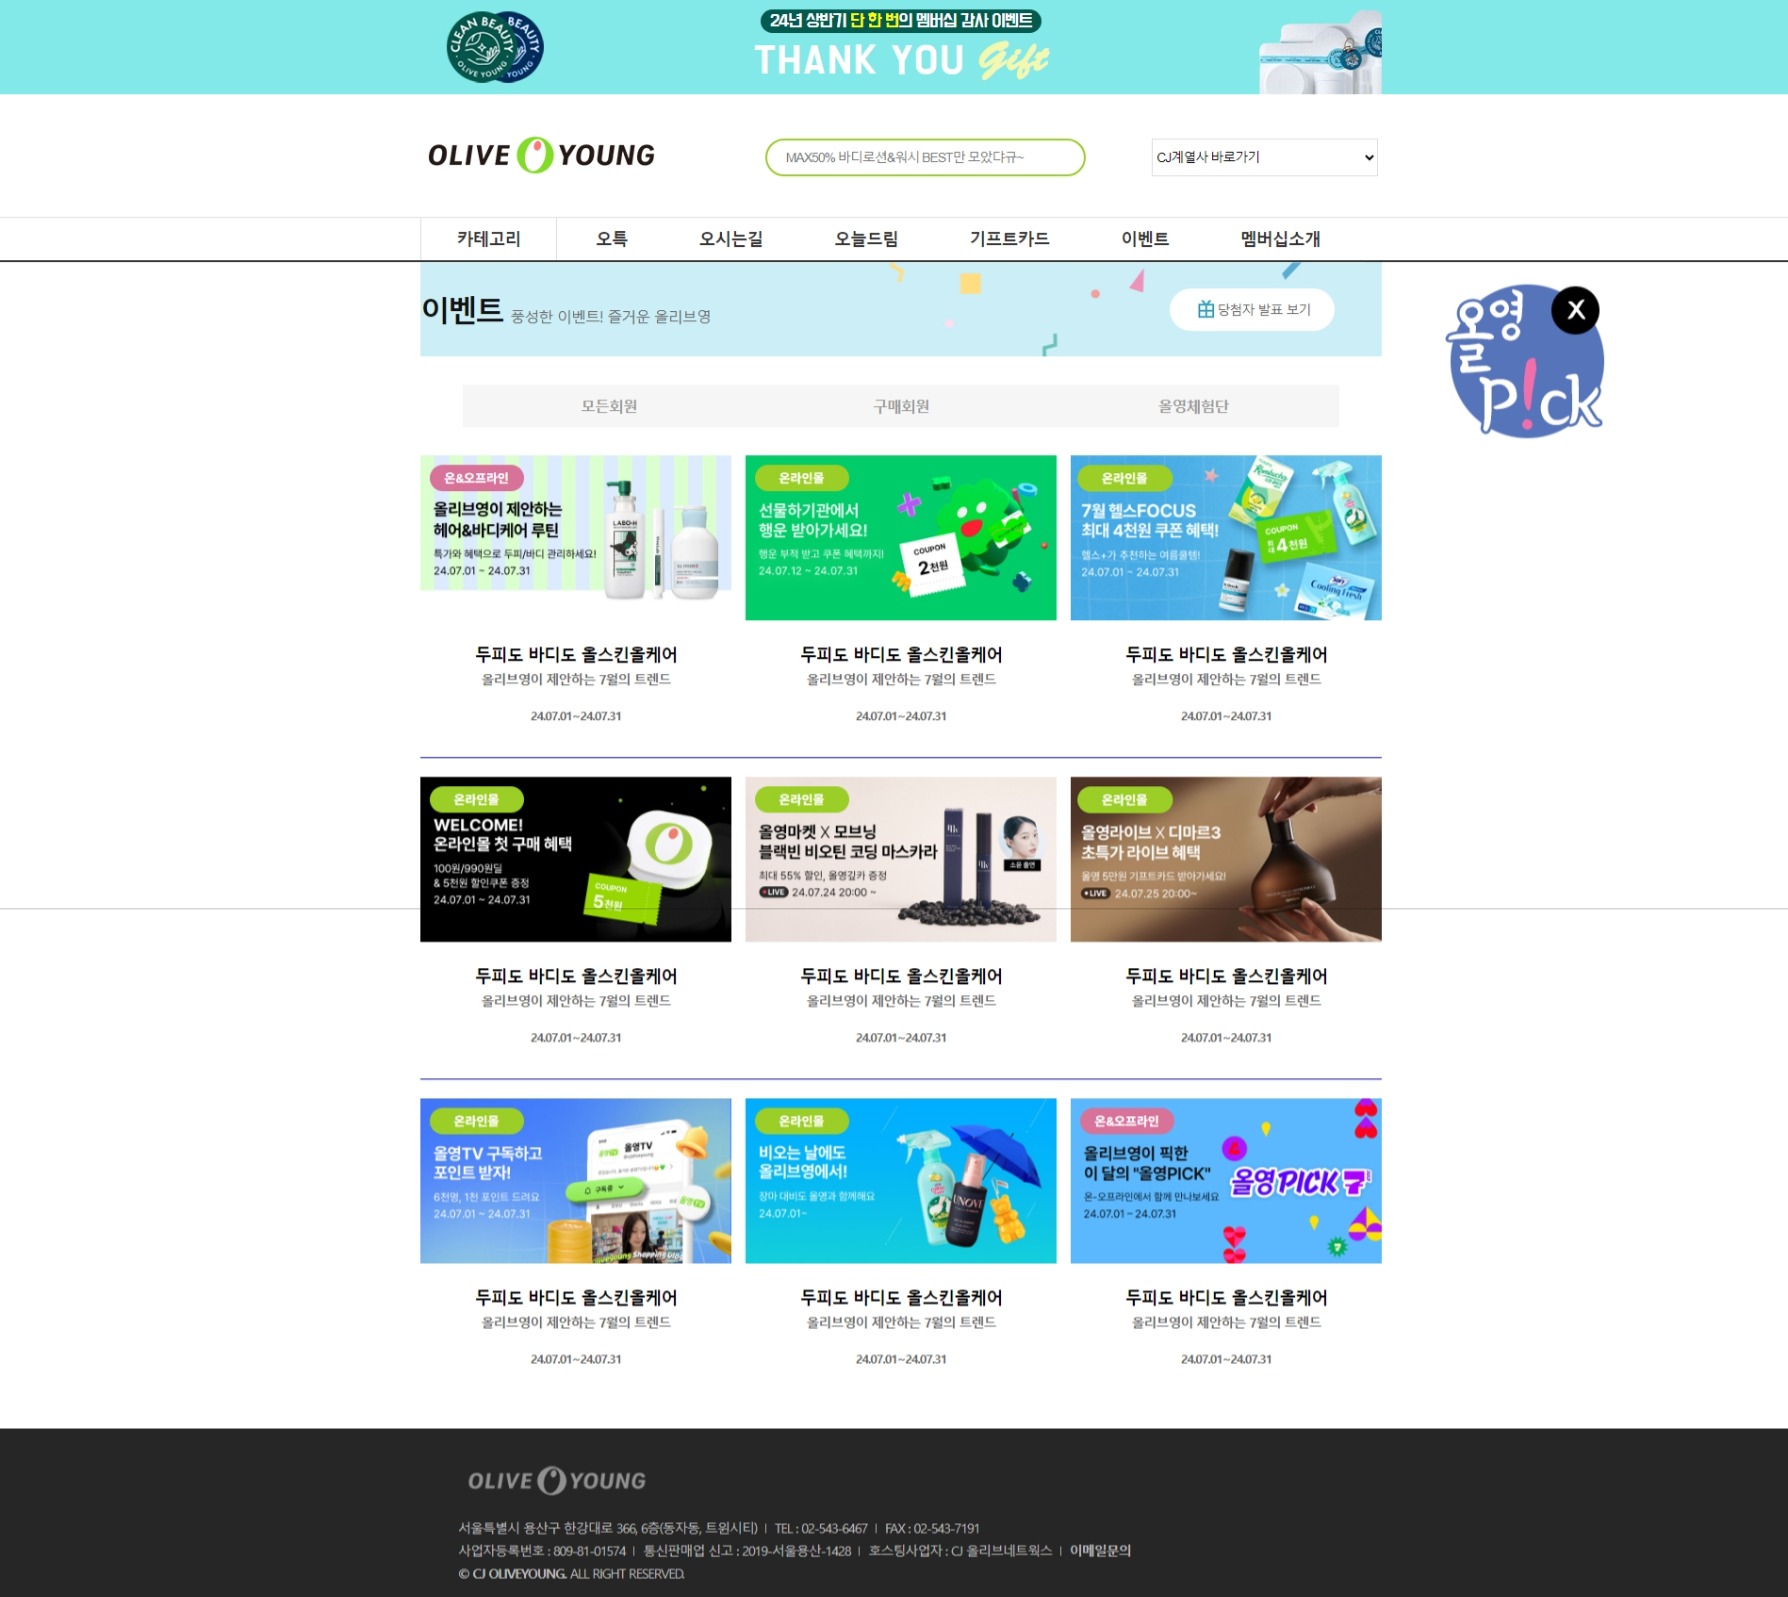 CLEAN BEAUTY
OLIVE YOUNG
BEAUTY
YOUNG
24년 상반기 단 한 번의 멤버십 감사 이벤트
THANK YOU Gift
OLIVE YOUNG
MAX50% 바디로션&워시 BEST만 모았다규~
CJ계열사 바로가기
카테고리
오특
오시는길
오늘드림
기프트카드
이벤트
멤버십소개
이벤트 풍성한 이벤트! 즐거운 올리브영
당첨자 발표 보기
올영
P!ck
X
모든회원
구매회원
올영체험단
온&오프라인
올리브영이 제안하는
헤어&바디케어 루틴
특가와 혜택으로 두피/바디 관리하세요!
24.07.01 ~ 24.07.31
LABO-H
온라인몰
선물하기관에서
행운 받아가세요!
행운 부적 받고 쿠폰 혜택까지!
24.07.12 ~ 24.07.31
COUPON
2천원
온라인몰
7월 헬스FOCUS
최대 4천원 쿠폰 혜택!
헬스+가 추천하는 여름쿨템!
24.07.01 ~ 24.07.31
COUPON
최대 4천원
Cooling Fresh
두피도 바디도 올스킨올케어
올리브영이 제안하는 7월의 트렌드
24.07.01~24.07.31
두피도 바디도 올스킨올케어
올리브영이 제안하는 7월의 트렌드
24.07.01~24.07.31
두피도 바디도 올스킨올케어
올리브영이 제안하는 7월의 트렌드
24.07.01~24.07.31
온라인몰
WELCOME!
온라인몰 첫 구매 혜택
100원/990원딜
& 5천원 할인쿠폰 증정
24.07.01 ~ 24.07.31
COUPON
5천원
온라인몰
올영마켓 X 모브닝
블랙빈 비오틴 코딩 마스카라
최대 55% 할인, 올영깊카 증정
LIVE 24.07.24 20:00 ~
소윤 출연
온라인몰
올영라이브 X 디마르3
초특가 라이브 혜택
올영 5만원 기프트카드 받아가세요!
LIVE 24.07.25 20:00~
두피도 바디도 올스킨올케어
올리브영이 제안하는 7월의 트렌드
24.07.01~24.07.31
두피도 바디도 올스킨올케어
올리브영이 제안하는 7월의 트렌드
24.07.01~24.07.31
두피도 바디도 올스킨올케어
올리브영이 제안하는 7월의 트렌드
24.07.01~24.07.31
온라인몰
올영TV 구독하고
포인트 받자!
6천명, 1천 포인트 드려요
24.07.01 ~ 24.07.31
올영TV
구독중
온라인몰
비오는 날에도
올리브영에서!
장마 대비도 올영과 함께해요
24.07.01~
UNOVE
온&오프라인
올리브영이 픽한
이 달의 "올영PICK"
온-오프라인에서 함께 만나보세요
24.07.01 ~ 24.07.31
올영 PICK 7
7
두피도 바디도 올스킨올케어
올리브영이 제안하는 7월의 트렌드
24.07.01~24.07.31
두피도 바디도 올스킨올케어
올리브영이 제안하는 7월의 트렌드
24.07.01~24.07.31
두피도 바디도 올스킨올케어
올리브영이 제안하는 7월의 트렌드
24.07.01~24.07.31
OLIVE YOUNG
서울특별시 용산구 한강대로 366, 6층(동자동, 트윈시티) | TEL : 02-543-6467 | FAX : 02-543-7191
사업자등록번호 : 809-81-01574 | 통신판매업 신고 : 2019-서울용산-1428 | 호스팅사업자 : CJ 올리브네트웍스 | 이메일문의
© CJ OLIVEYOUNG. ALL RIGHT RESERVED.